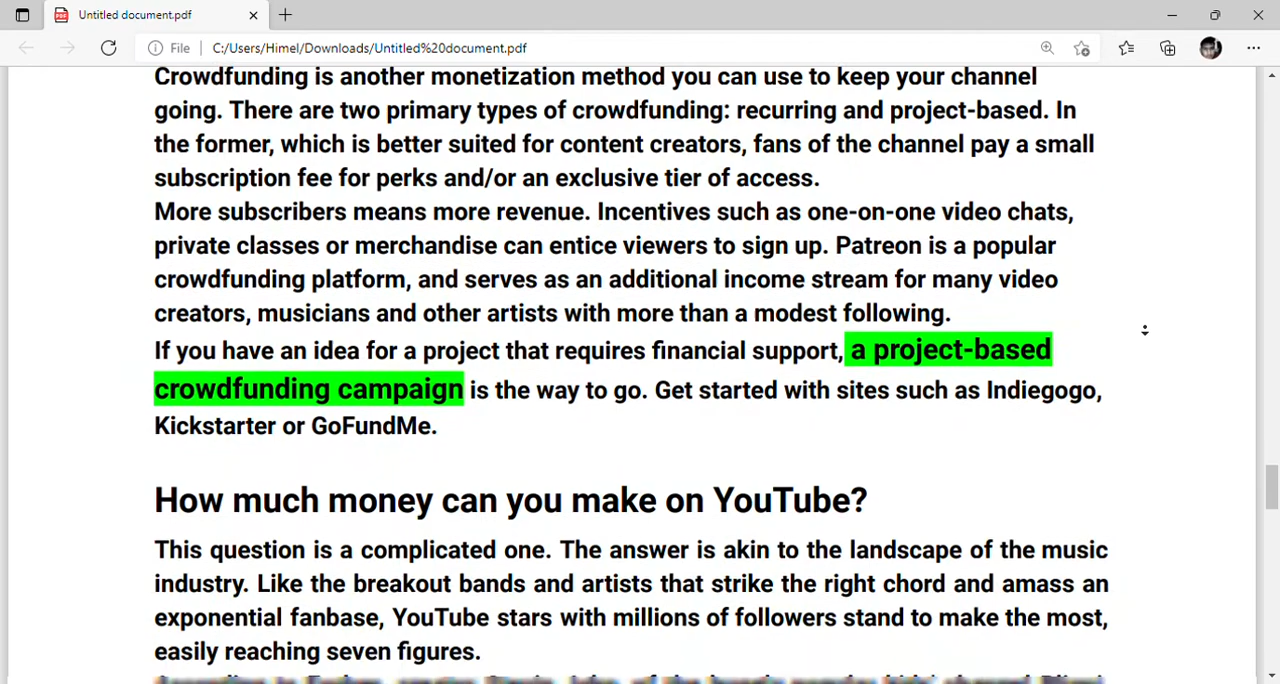 Untitled document.pdf
File
C:/Users/Himel/Downloads/Untitled%20document.pdf
Crowdfunding is another monetization method you can use to keep your channel
going. There are two primary types of crowdfunding: recurring and project-based. In
the former, which is better suited for content creators, fans of the channel pay a small
subscription fee for perks and/or an exclusive tier of access.
More subscribers means more revenue. Incentives such as one-on-one video chats,
private classes or merchandise can entice viewers to sign up. Patreon is a popular
crowdfunding platform, and serves as an additional income stream for many video
creators, musicians and other artists with more than a modest following.
If you have an idea for a project that requires financial support, a project-based
crowdfunding campaign is the way to go. Get started with sites such as Indiegogo,
Kickstarter or GoFundMe.
How much money can you make on YouTube?
This question is a complicated one. The answer is akin to the landscape of the music
industry. Like the breakout bands and artists that strike the right chord and amass an
exponential fanbase, YouTube stars with millions of followers stand to make the most,
easily reaching seven figures.